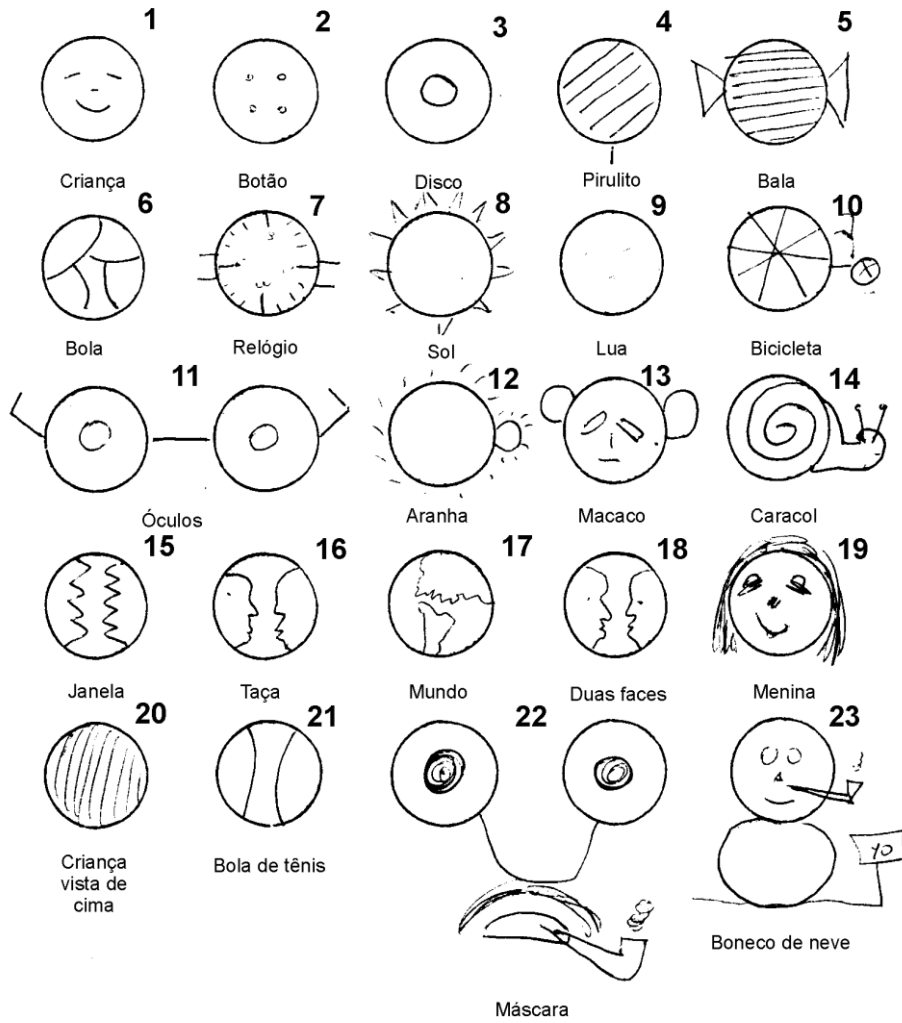 1 2 3 4 5
Criança Botão Disco Pirulito Bala
6 7 8 9 10
Bola Relógio Sol Lua Bicicleta
11 12 13 14
Óculos Aranha Macaco Caracol
15 16 17 18 19
Janela Taça Mundo Duas faces Menina
20 21 22 23
YO
Criança
vista de
cima
Bola de tênis
Boneco de neve
Máscara